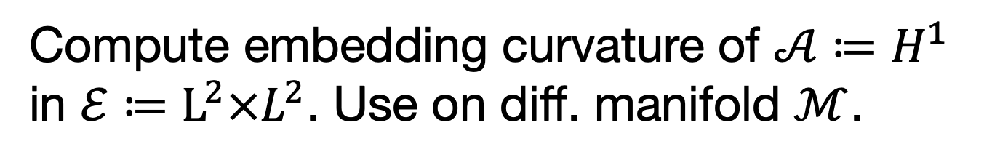 Compute embedding curvature of 𝒜 ≔ 𝐻¹
in ℰ ≔ L²×𝐿². Use on diff. manifold ℳ.